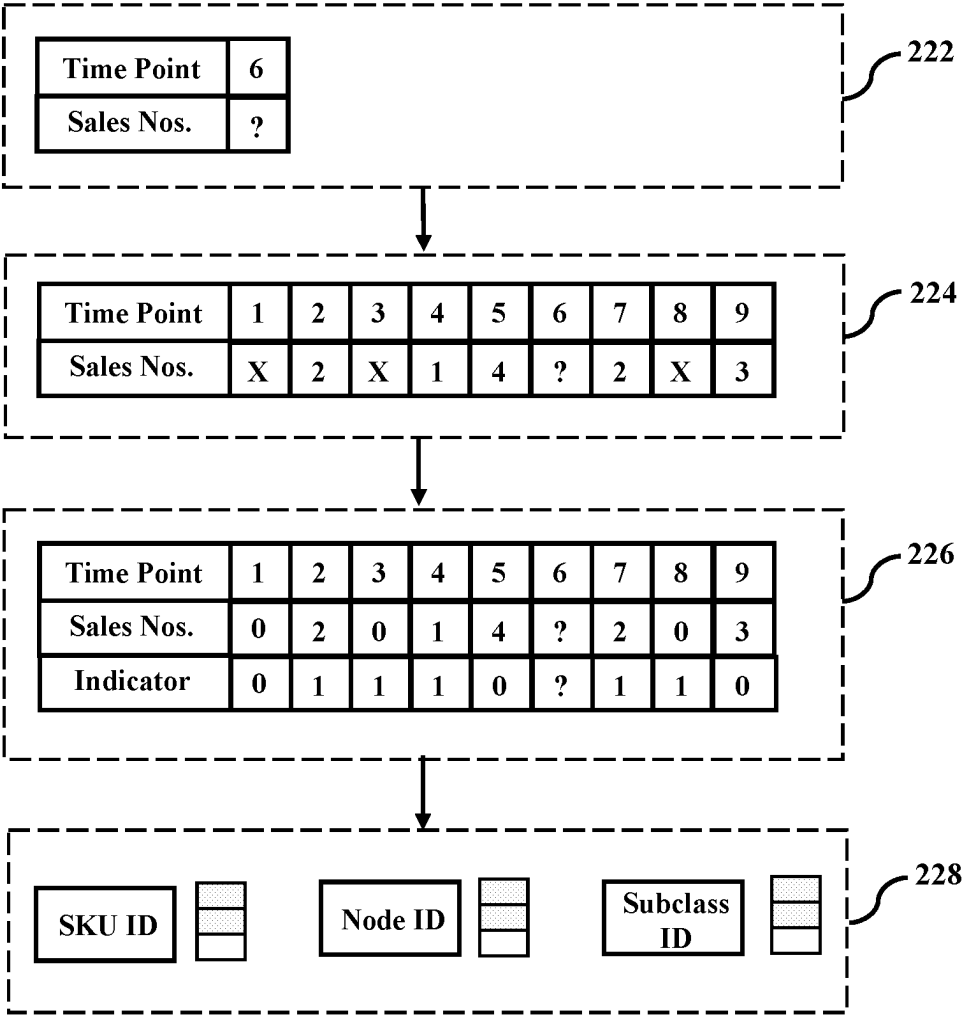 222
Time Point 6
Sales Nos. ?
224
Time Point 1 2 3 4 5 6 7 8 9
Sales Nos. X 2 X 1 4 ? 2 X 3
226
Time Point 1 2 3 4 5 6 7 8 9
Sales Nos. 0 2 0 1 4 ? 2 0 3
Indicator 0 1 1 1 0 ? 1 1 0
228
SKU ID
Node ID
Subclass
ID